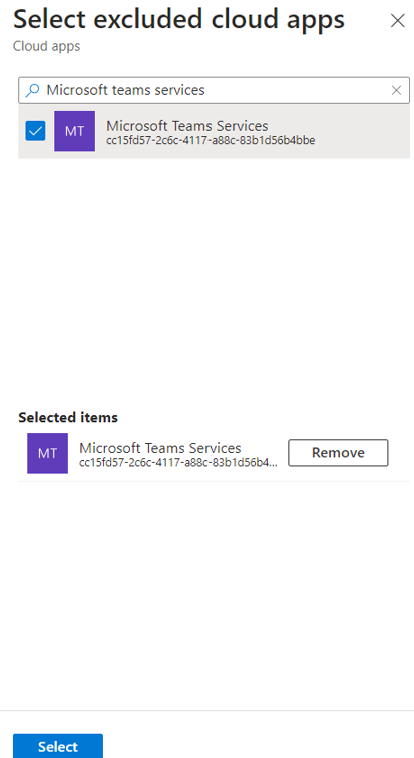 Select excluded cloud apps
Cloud apps
Microsoft teams services
MT
Microsoft Teams Services
cc15fd57-2c6c-4117-a88c-83b1d56b4bbe
Selected items
MT
Microsoft Teams Services
cc15fd57-2c6c-4117-a88c-83b1d56b4...
Remove
Select